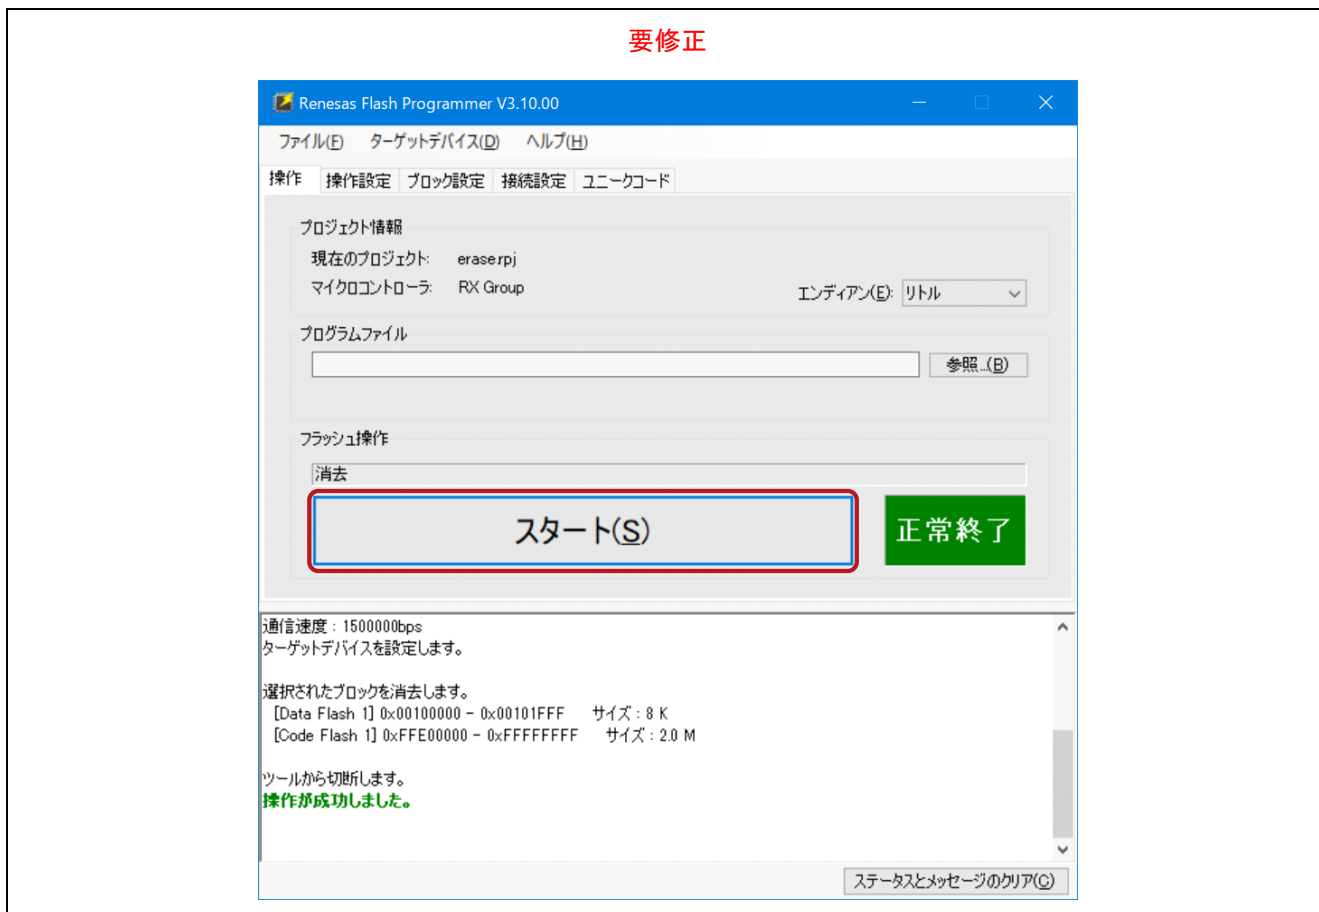 要修正
Renesas Flash Programmer V3.10.00
ファイル(F) ターゲットデバイス(D) ヘルプ(H)
操作 操作設定 ブロック設定 接続設定 ユニークコード
プロジェクト情報
現在のプロジェクト: erase.rpj
マイクロコントローラ: RX Group
エンディアン(E): リトル
プログラムファイル
参照...(B)
フラッシュ操作
消去
スタート(S)
正常終了
通信速度 : 1500000bps
ターゲットデバイスを設定します。
選択されたブロックを消去します。
[Data Flash 1] 0x00100000 - 0x00101FFF サイズ : 8 K
[Code Flash 1] 0xFFE00000 - 0xFFFFFFFF サイズ : 2.0 M
ツールから切断します。
操作が成功しました。
ステータスとメッセージのクリア(C)